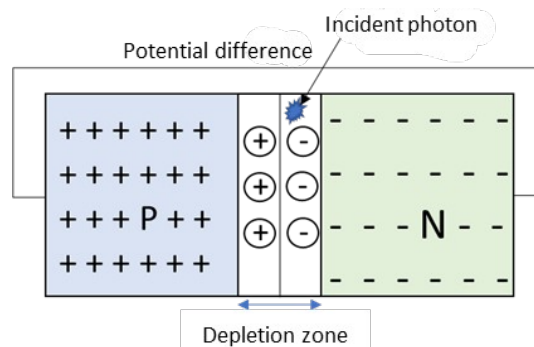 Incident photon
Potential difference
+ + + + + + + - - - - - -
+ -
+ + + + + + + - - - - - -
+ -
+ + P + + + - - - N - -
+ -
+ + + + + + - - - - - -
Depletion zone